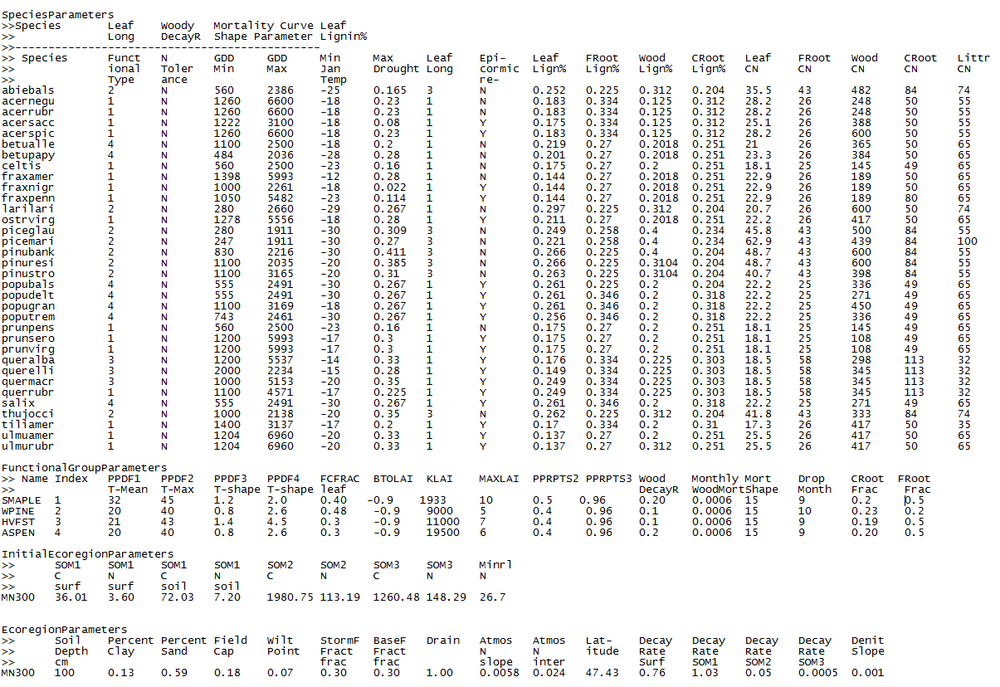 SpeciesParameters
>>Species Leaf Woody Mortality Curve Leaf
>> Long DecayR Shape Parameter Lignin%
>>----------------------------------------------
>> Species Funct N GDD GDD Min Max Leaf Epi- Leaf FRoot Wood CRoot Leaf FRoot Wood CRoot Littr
>> ional Toler Min Max Jan Drought Long cormic Lign% Lign% Lign% Lign% CN CN CN CN CN
>> Type ance Temp re-
abiebals 2 N 560 2386 -25 0.165 3 N 0.252 0.225 0.312 0.204 35.5 43 482 84 74
acernegu 1 N 1260 6600 -18 0.23 1 N 0.183 0.334 0.125 0.312 28.2 26 248 50 55
acerrubr 1 N 1260 6600 -18 0.23 1 N 0.183 0.334 0.125 0.312 28.2 26 248 50 55
acersacc 1 N 1222 3100 -18 0.08 1 Y 0.175 0.334 0.125 0.312 25.1 26 388 50 55
acerspic 1 N 1260 6600 -18 0.23 1 Y 0.183 0.334 0.125 0.312 28.2 26 600 50 55
betualle 4 N 1100 2500 -18 0.2 1 N 0.219 0.27 0.2018 0.251 21 26 365 50 65
betupapy 4 N 484 2036 -28 0.28 1 N 0.201 0.27 0.2018 0.251 23.3 26 384 50 65
celtis 1 N 560 2500 -23 0.16 1 N 0.175 0.27 0.2 0.251 18.1 25 145 49 65
fraxamer 1 N 1398 5993 -12 0.28 1 N 0.144 0.27 0.2018 0.251 22.9 26 189 50 65
fraxnigr 1 N 1000 2261 -18 0.022 1 Y 0.144 0.27 0.2018 0.251 22.9 26 189 50 65
fraxpenn 1 N 1050 5482 -23 0.114 1 Y 0.144 0.27 0.2018 0.251 22.9 26 189 80 65
larilari 2 N 280 2660 -29 0.267 1 N 0.297 0.225 0.312 0.204 20.7 26 600 50 74
ostrvirg 1 N 1278 5556 -18 0.28 1 Y 0.211 0.27 0.2018 0.251 22.2 26 417 50 65
piceglau 2 N 280 1911 -30 0.309 3 N 0.249 0.258 0.4 0.234 45.8 43 500 84 55
picemari 2 N 247 1911 -30 0.27 3 N 0.221 0.258 0.4 0.234 62.9 43 439 84 100
pinubank 2 N 830 2216 -30 0.411 3 N 0.266 0.225 0.4 0.204 48.7 43 600 84 55
pinuresi 2 N 1100 2035 -20 0.385 3 N 0.266 0.225 0.3104 0.204 48.7 43 600 84 55
pinustro 2 N 1100 3165 -20 0.31 3 N 0.263 0.225 0.3104 0.204 40.7 43 398 84 55
popubals 4 N 555 2491 -30 0.267 1 Y 0.261 0.225 0.2 0.204 22.2 25 336 49 65
popudelt 4 N 555 2491 -30 0.267 1 Y 0.261 0.346 0.2 0.318 22.2 25 271 49 65
popugran 4 N 1100 3169 -18 0.267 1 Y 0.261 0.346 0.2 0.318 22.2 25 450 49 65
poputrem 4 N 743 2461 -30 0.267 1 Y 0.256 0.346 0.2 0.318 22.2 25 336 49 65
prunpens 1 N 560 2500 -23 0.16 1 N 0.175 0.27 0.2 0.251 18.1 25 145 49 65
prunsero 1 N 1200 5993 -17 0.3 1 Y 0.175 0.27 0.2 0.251 18.1 25 108 49 65
prunvirg 1 N 1200 5993 -17 0.3 1 Y 0.175 0.27 0.2 0.251 18.1 25 108 49 65
queralba 3 N 1200 5537 -14 0.33 1 Y 0.176 0.334 0.225 0.303 18.5 58 298 113 32
querelli 3 N 2000 2234 -15 0.28 1 Y 0.149 0.334 0.225 0.303 18.5 58 345 113 32
quermacr 3 N 1000 5153 -20 0.35 1 Y 0.249 0.334 0.225 0.303 18.5 58 345 113 32
querrubr 1 N 1100 4571 -17 0.225 1 Y 0.249 0.334 0.225 0.303 18.5 58 345 113 32
salix 4 N 555 2491 -30 0.267 1 Y 0.261 0.346 0.2 0.318 22.2 25 271 49 65
thujocci 2 N 1000 2138 -20 0.35 3 N 0.262 0.225 0.312 0.204 41.8 43 333 84 74
tiliamer 1 N 1400 3137 -17 0.2 1 Y 0.17 0.334 0.2 0.31 17.3 26 417 50 35
ulmuamer 1 N 1204 6960 -20 0.33 1 Y 0.137 0.27 0.2 0.251 25.5 26 417 50 65
ulmurubr 1 N 1204 6960 -20 0.33 1 Y 0.137 0.27 0.312 0.251 25.5 26 417 50 65
FunctionalGroupParameters
>> Name Index PPDF1 PPDF2 PPDF3 PPDF4 FCFRAC BTOLAI KLAI MAXLAI PPRPTS2 PPRPTS3 Wood Monthly Mort Drop CRoot FRoot
>> T-Mean T-Max T-shape T-shape leaf DecayR WoodMortShape Month Frac Frac
SMAPLE 1 32 45 1.2 2.0 0.40 -0.9 1933 10 0.5 0.96 0.20 0.0006 15 9 0.2 0.5
WPINE 2 20 40 0.8 2.6 0.48 -0.9 9000 5 0.4 0.96 0.1 0.0006 15 10 0.23 0.2
HVFST 3 21 43 1.4 4.5 0.3 -0.9 11000 7 0.4 0.96 0.1 0.0006 15 9 0.19 0.5
ASPEN 4 20 40 0.8 2.6 0.3 -0.9 19500 6 0.4 0.96 0.2 0.0006 15 9 0.20 0.5
InitialEcoregionParameters
>> SOM1 SOM1 SOM1 SOM1 SOM2 SOM2 SOM3 SOM3 Minrl
>> C N C N C N C N N
>> surf surf soil soil
MN300 36.01 3.60 72.03 7.20 1980.75 113.19 1260.48 148.29 26.7
EcoregionParameters
>> Soil Percent Percent Field Wilt StormF BaseF Drain Atmos Atmos Lat- Decay Decay Decay Decay Denit
>> Depth Clay Sand Cap Point Fract Fract N N itude Rate Rate Rate Rate Slope
>> cm frac frac slope inter Surf SOM1 SOM2 SOM3
MN300 100 0.13 0.59 0.18 0.07 0.30 0.30 1.00 0.0058 0.024 47.43 0.76 1.03 0.05 0.0005 0.001